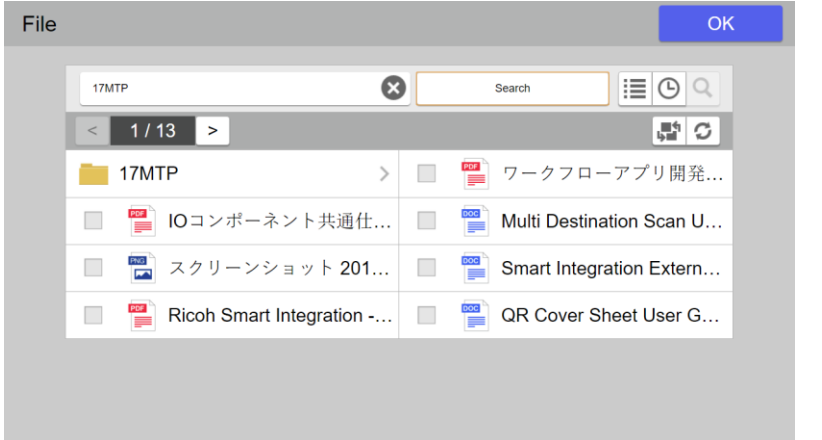 File
OK
17MTP
Search
< 1 / 13 >
17MTP
PDF ワークフローアプリ開発...
PDF IOコンポーネント共通仕...
DOC Multi Destination Scan U...
PNG スクリーンショット 201...
DOC Smart Integration Extern...
PDF Ricoh Smart Integration -...
DOC QR Cover Sheet User G...